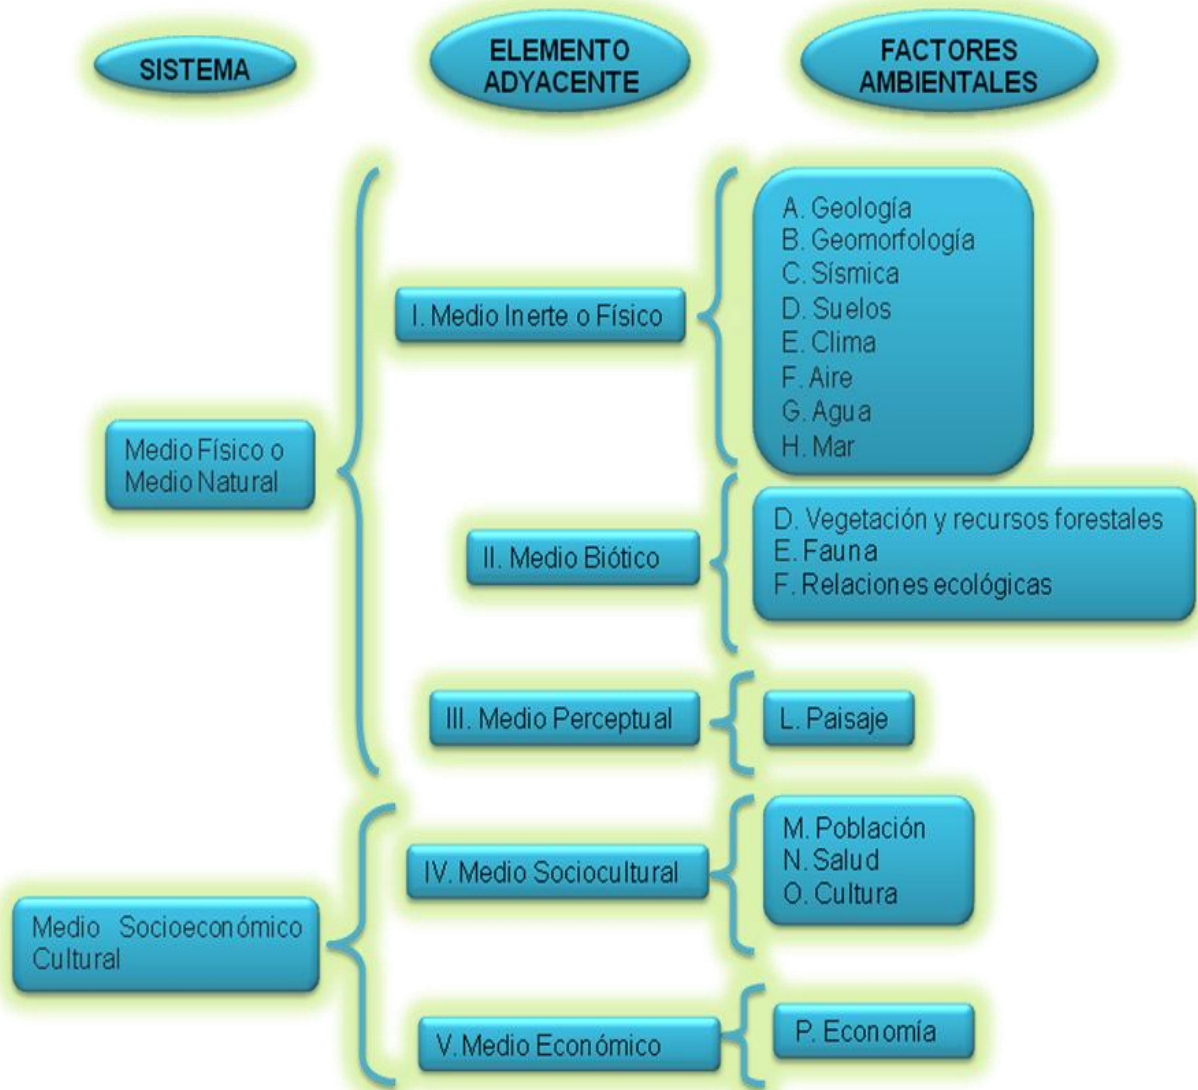 SISTEMA
ELEMENTO
ADYACENTE
FACTORES
AMBIENTALES
Medio Físico o
Medio Natural
I. Medio Inerte o Físico
A. Geología
B. Geomorfología
C. Sísmica
D. Suelos
E. Clima
F. Aire
G. Agua
H. Mar
II. Medio Biótico
D. Vegetación y recursos forestales
E. Fauna
F. Relaciones ecológicas
III. Medio Perceptual
L. Paisaje
Medio Socioeconómico
Cultural
IV. Medio Sociocultural
M. Población
N. Salud
O. Cultura
V. Medio Económico
P. Economía